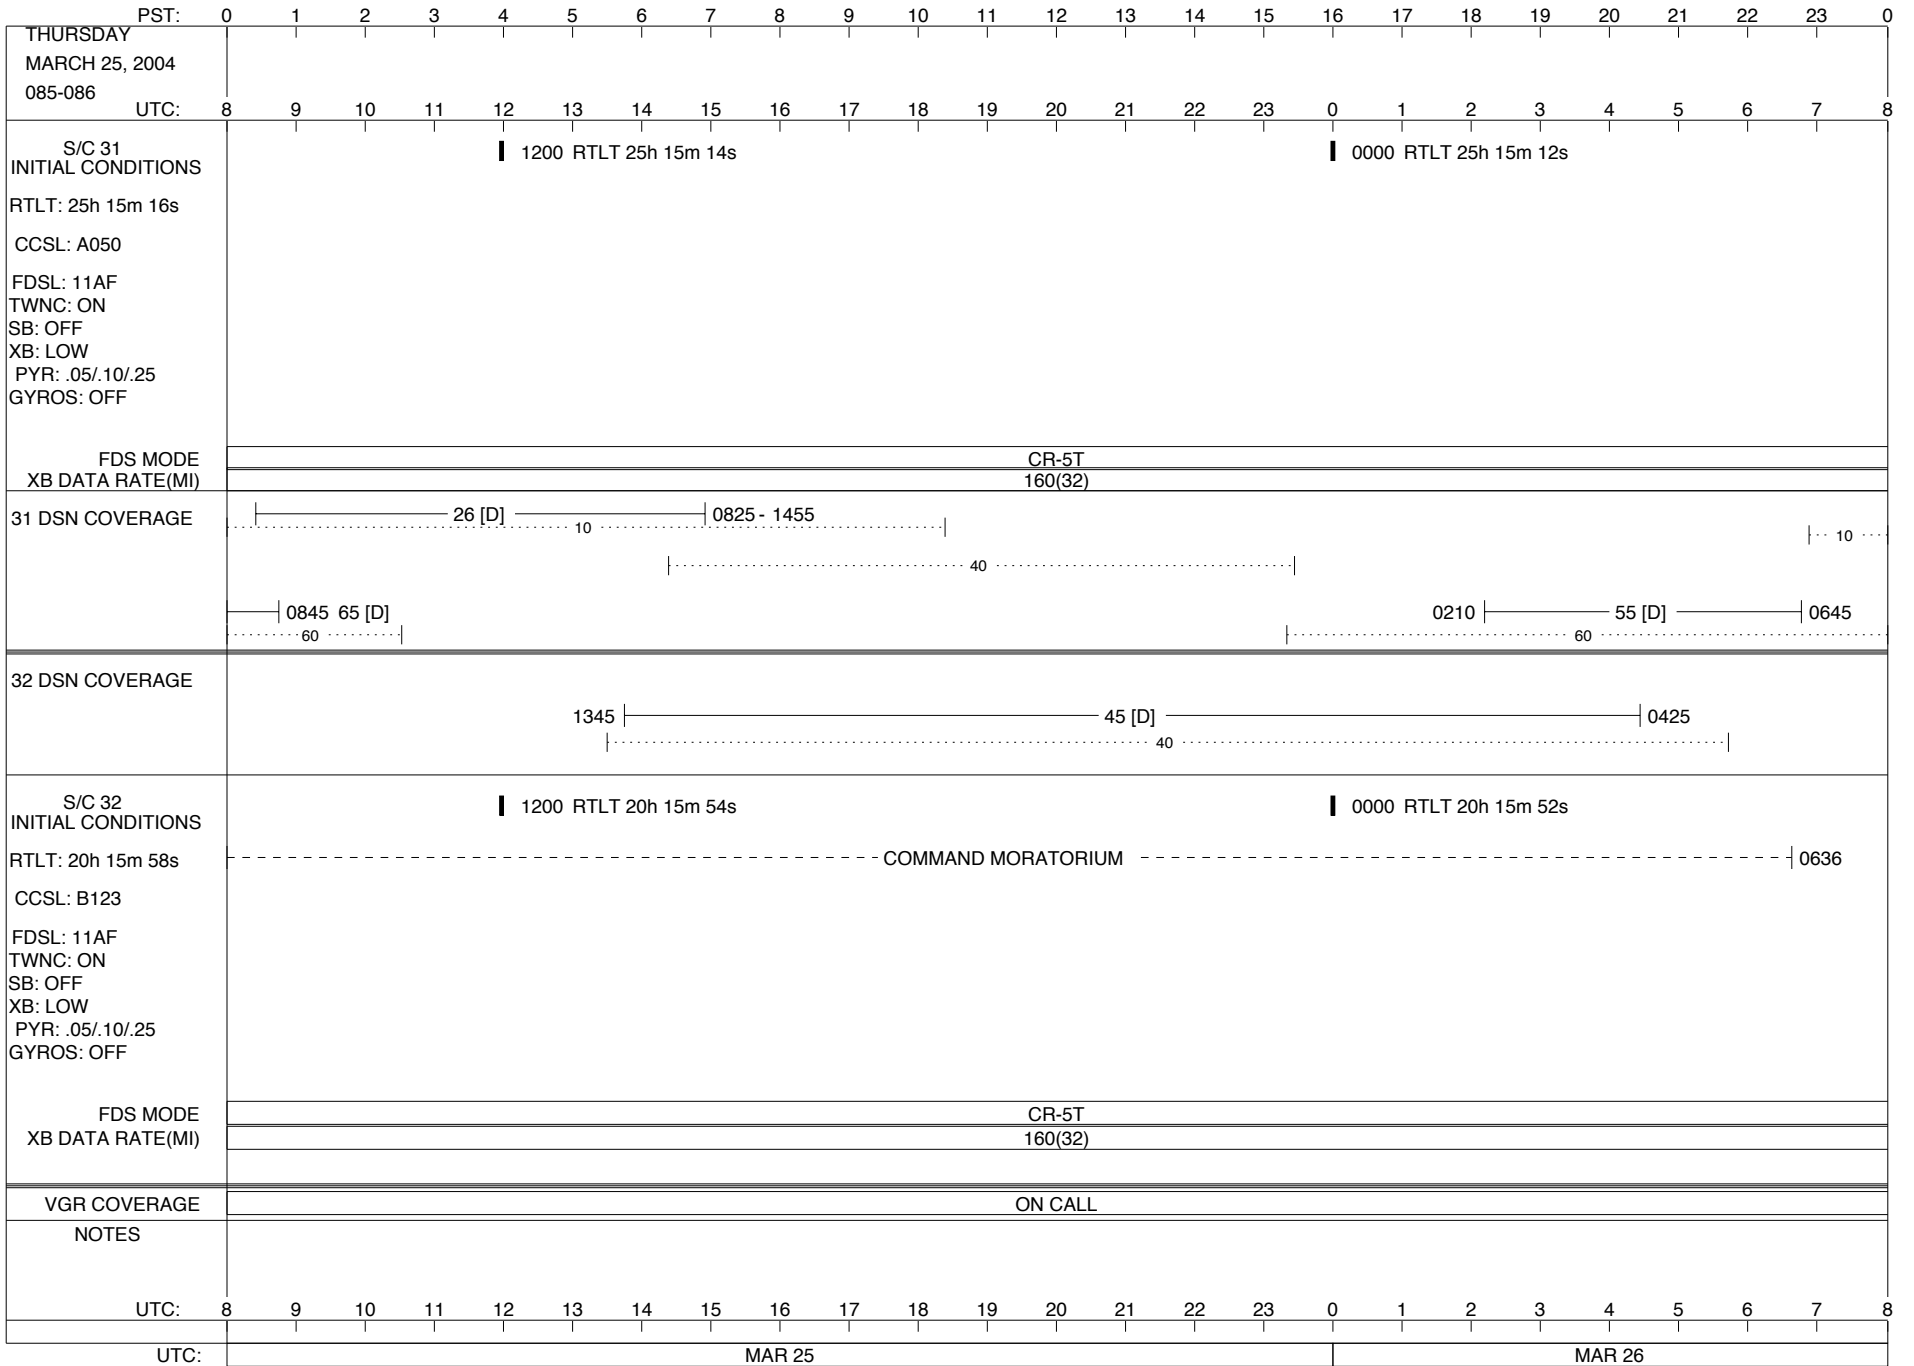 PST: 0 1 2 3 4 5 6 7 8 9 10 11 12 13 14 15 16 17 18 19 20 21 22 23 0
THURSDAY
MARCH 25, 2004
085-086
UTC: 8 9 10 11 12 13 14 15 16 17 18 19 20 21 22 23 0 1 2 3 4 5 6 7 8
S/C 31
INITIAL CONDITIONS
1200 RTLT 25h 15m 14s
0000 RTLT 25h 15m 12s
RTLT: 25h 15m 16s
CCSL: A050
FDSL: 11AF
TWNC: ON
SB: OFF
XB: LOW
PYR: .05/.10/.25
GYROS: OFF
FDS MODE CR-5T
XB DATA RATE(MI) 160(32)
31 DSN COVERAGE
26 [D] 0825 - 1455
10
10
40
0845 65 [D]
0210 55 [D] 0645
60
60
32 DSN COVERAGE
1345 45 [D] 0425
40
S/C 32
INITIAL CONDITIONS
1200 RTLT 20h 15m 54s
0000 RTLT 20h 15m 52s
RTLT: 20h 15m 58s
COMMAND MORATORIUM 0636
CCSL: B123
FDSL: 11AF
TWNC: ON
SB: OFF
XB: LOW
PYR: .05/.10/.25
GYROS: OFF
FDS MODE CR-5T
XB DATA RATE(MI) 160(32)
VGR COVERAGE ON CALL
NOTES
UTC: 8 9 10 11 12 13 14 15 16 17 18 19 20 21 22 23 0 1 2 3 4 5 6 7 8
UTC: MAR 25 MAR 26